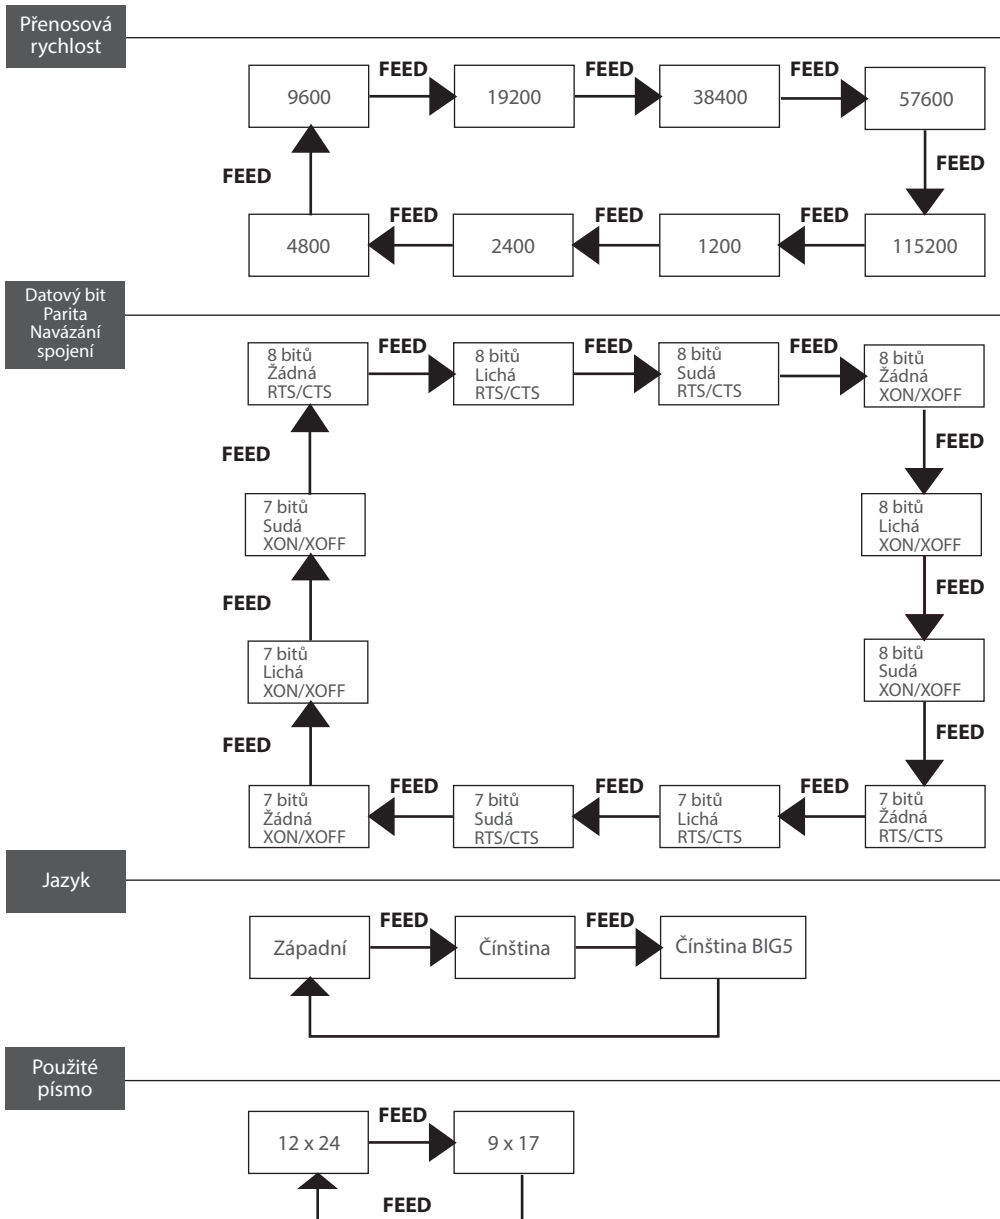 Přenosová
rychlost
FEED FEED FEED
9600 19200 38400 57600
FEED FEED
FEED FEED FEED
4800 2400 1200 115200
Datový bit
Parita
Navázání
spojení
FEED FEED FEED
8 bitů 8 bitů 8 bitů 8 bitů
Žádná Lichá Sudá Žádná
RTS/CTS RTS/CTS RTS/CTS XON/XOFF
FEED FEED
7 bitů 8 bitů
Sudá Lichá
XON/XOFF XON/XOFF
FEED FEED
7 bitů 8 bitů
Lichá Sudá
XON/XOFF XON/XOFF
FEED FEED
FEED FEED FEED
7 bitů 7 bitů 7 bitů 7 bitů
Žádná Sudá Lichá Žádná
XON/XOFF RTS/CTS RTS/CTS RTS/CTS
Jazyk
FEED FEED
Západní Čínština Čínština BIG5
Použité
písmo
FEED
12 x 24 9 x 17
FEED